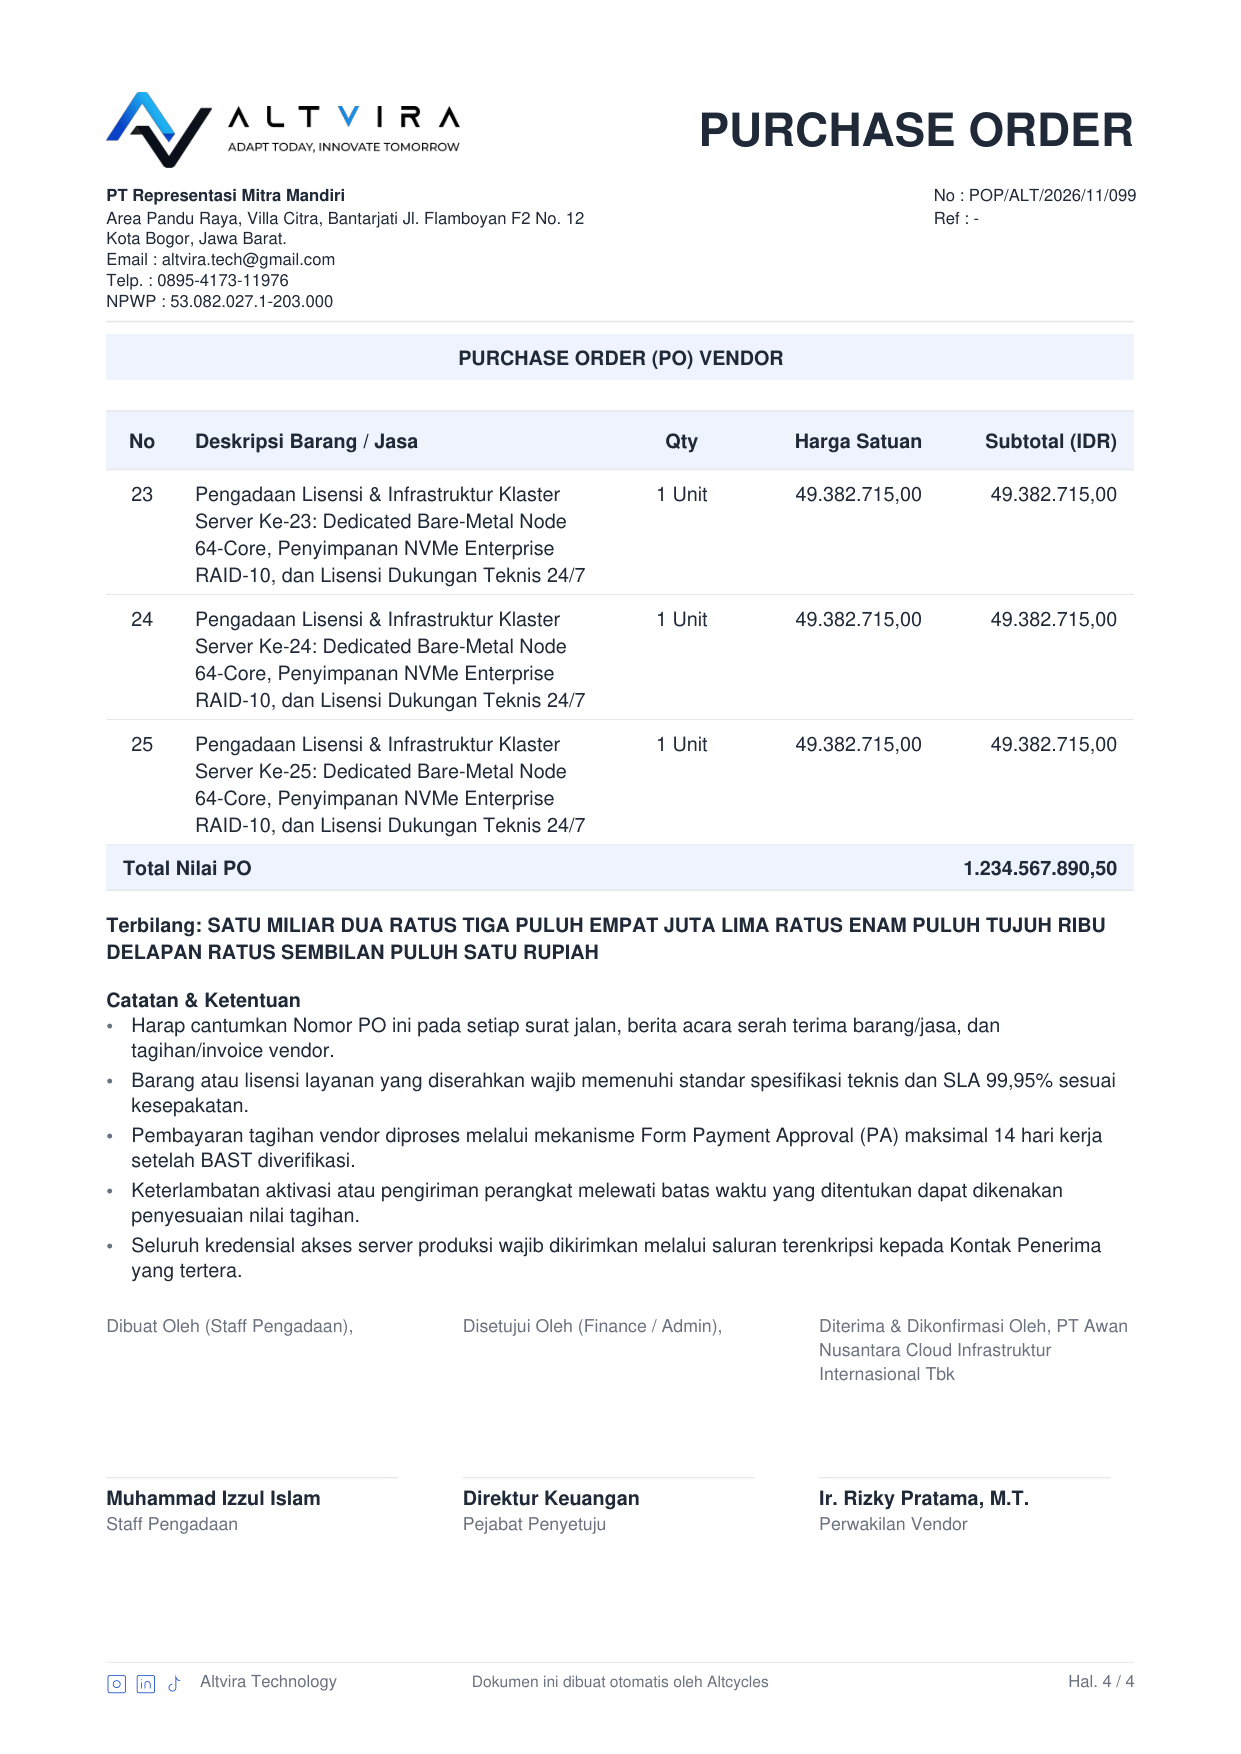 ALTVIRA
ADAPT TODAY, INNOVATE TOMORROW
PURCHASE ORDER
PT Representasi Mitra Mandiri
Area Pandu Raya, Villa Citra, Bantarjati Jl. Flamboyan F2 No. 12
Kota Bogor, Jawa Barat.
Email : altvira.tech@gmail.com
Telp. : 0895-4173-11976
NPWP : 53.082.027.1-203.000
No : POP/ALT/2026/11/099
Ref : -
PURCHASE ORDER (PO) VENDOR
No Deskripsi Barang / Jasa Qty Harga Satuan Subtotal (IDR)
23 Pengadaan Lisensi & Infrastruktur Klaster 1 Unit 49.382.715,00 49.382.715,00
Server Ke-23: Dedicated Bare-Metal Node
64-Core, Penyimpanan NVMe Enterprise
RAID-10, dan Lisensi Dukungan Teknis 24/7
24 Pengadaan Lisensi & Infrastruktur Klaster 1 Unit 49.382.715,00 49.382.715,00
Server Ke-24: Dedicated Bare-Metal Node
64-Core, Penyimpanan NVMe Enterprise
RAID-10, dan Lisensi Dukungan Teknis 24/7
25 Pengadaan Lisensi & Infrastruktur Klaster 1 Unit 49.382.715,00 49.382.715,00
Server Ke-25: Dedicated Bare-Metal Node
64-Core, Penyimpanan NVMe Enterprise
RAID-10, dan Lisensi Dukungan Teknis 24/7
Total Nilai PO 1.234.567.890,50
Terbilang: SATU MILIAR DUA RATUS TIGA PULUH EMPAT JUTA LIMA RATUS ENAM PULUH TUJUH RIBU
DELAPAN RATUS SEMBILAN PULUH SATU RUPIAH
Catatan & Ketentuan
• Harap cantumkan Nomor PO ini pada setiap surat jalan, berita acara serah terima barang/jasa, dan
tagihan/invoice vendor.
• Barang atau lisensi layanan yang diserahkan wajib memenuhi standar spesifikasi teknis dan SLA 99,95% sesuai
kesepakatan.
• Pembayaran tagihan vendor diproses melalui mekanisme Form Payment Approval (PA) maksimal 14 hari kerja
setelah BAST diverifikasi.
• Keterlambatan aktivasi atau pengiriman perangkat melewati batas waktu yang ditentukan dapat dikenakan
penyesuaian nilai tagihan.
• Seluruh kredensial akses server produksi wajib dikirimkan melalui saluran terenkripsi kepada Kontak Penerima
yang tertera.
Dibuat Oleh (Staff Pengadaan),
Muhammad Izzul Islam
Staff Pengadaan
Disetujui Oleh (Finance / Admin),
Direktur Keuangan
Pejabat Penyetuju
Diterima & Dikonfirmasi Oleh, PT Awan
Nusantara Cloud Infrastruktur
Internasional Tbk
Ir. Rizky Pratama, M.T.
Perwakilan Vendor
Altvira Technology
Dokumen ini dibuat otomatis oleh Altcycles
Hal. 4 / 4